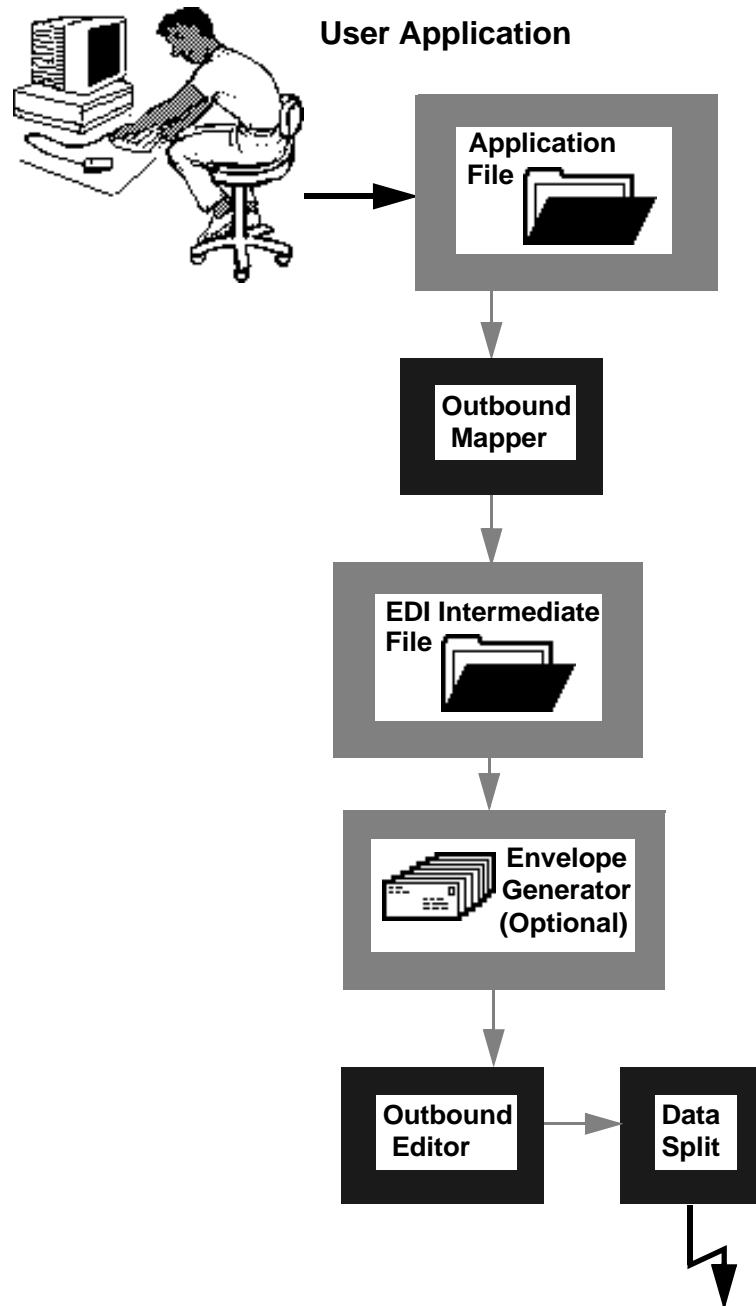 User Application
Application
File
Outbound
Mapper
EDI Intermediate
File
Envelope
Generator
(Optional)
Outbound
Editor
Data
Split